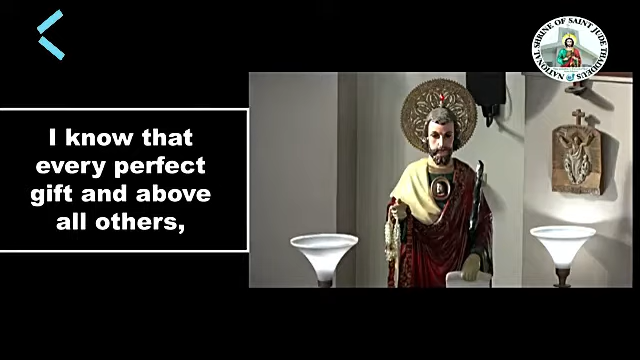 NATIONAL SHRINE OF SAINT JUDE THADDEUS
I know that
every perfect
gift and above
all others,